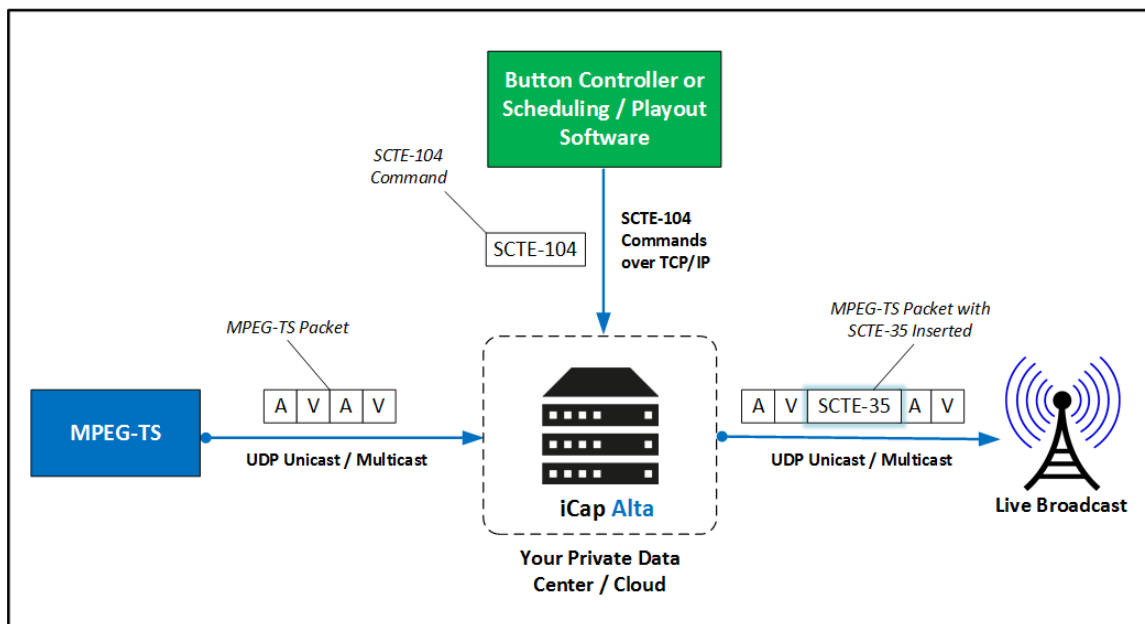 Button Controller or
Scheduling / Playout
Software
SCTE-104
Command
SCTE-104
SCTE-104
Commands
over TCP/IP
MPEG-TS Packet
MPEG-TS Packet with
SCTE-35 Inserted
MPEG-TS
A V A V
UDP Unicast / Multicast
iCap Alta
Your Private Data
Center / Cloud
A V SCTE-35 A V
UDP Unicast / Multicast
Live Broadcast